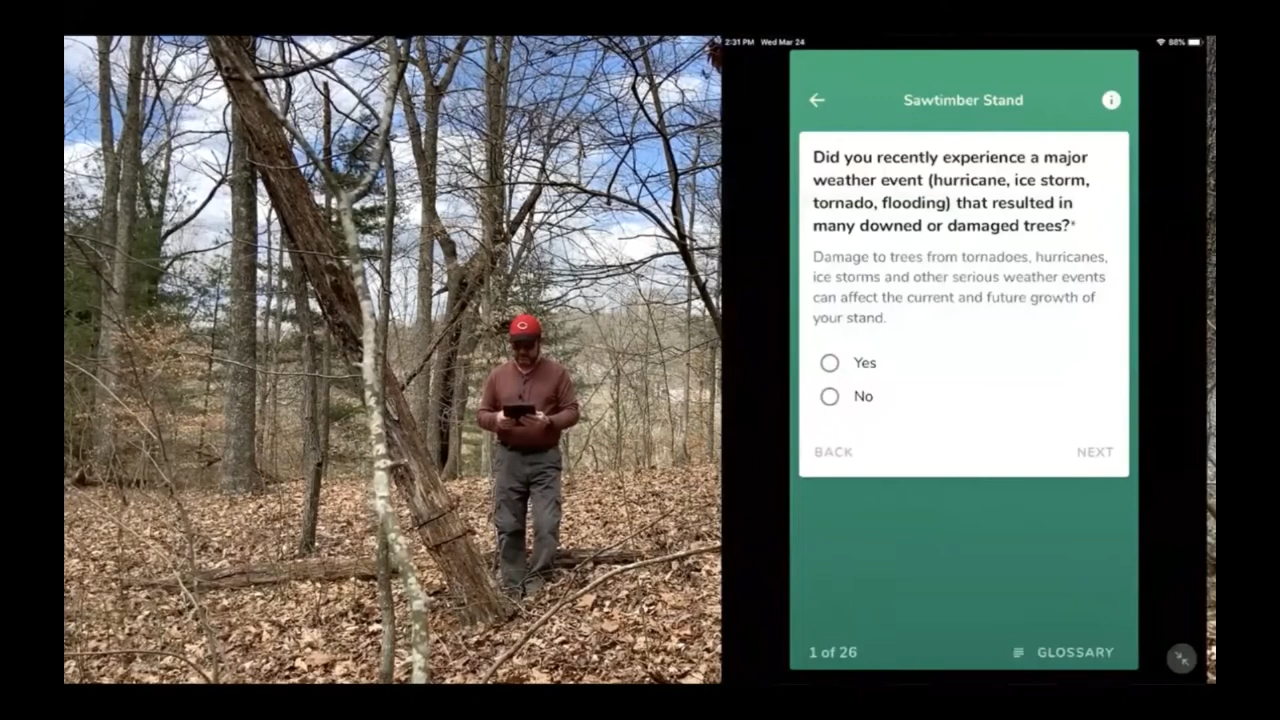 2:31 PM Wed Mar 24
88%
Sawtimber Stand
Did you recently experience a major
weather event (hurricane, ice storm,
tornado, flooding) that resulted in
many downed or damaged trees?*
Damage to trees from tornadoes, hurricanes,
ice storms and other serious weather events
can affect the current and future growth of
your stand.
Yes
No
BACK NEXT
1 of 26 GLOSSARY